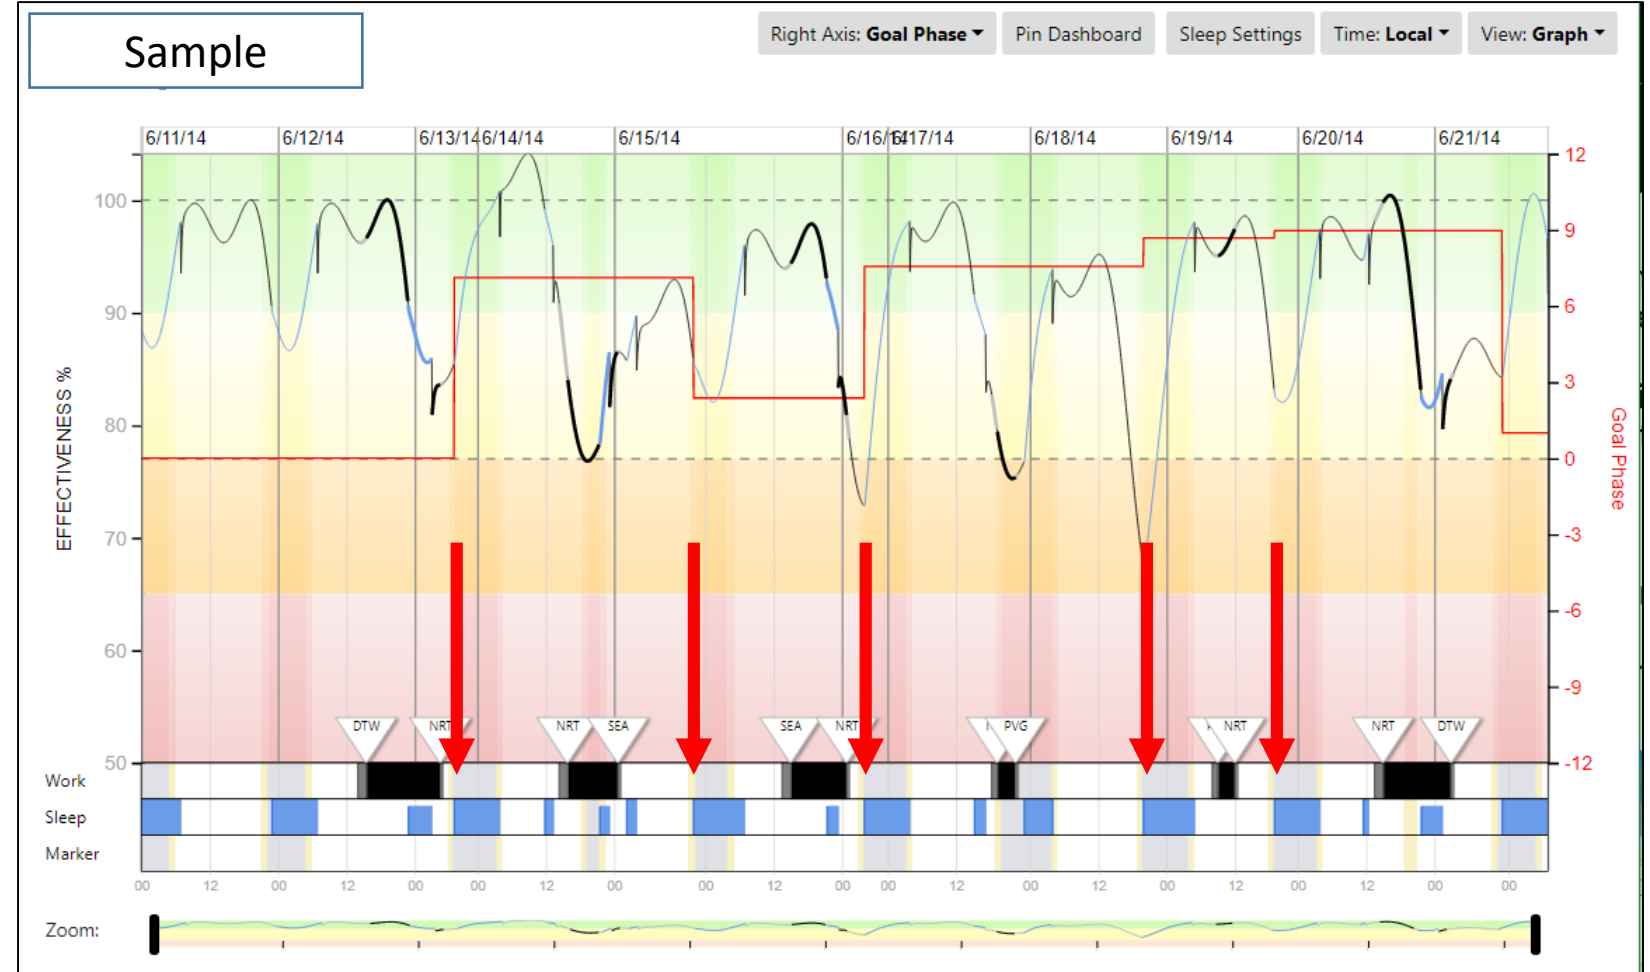 Sample
Right Axis: Goal Phase Pin Dashboard Sleep Settings Time: Local View: Graph
6/11/14 6/12/14 6/13/14 6/14/14 6/15/14 6/16/14 6/17/14 6/18/14 6/19/14 6/20/14 6/21/14
12
100
9
90
6
3
80
0
70
-3
-6
60
-9
50
-12
EFFECTIVENESS %
Goal Phase
DTW NRT NRT SEA SEA NRT PVG NRT NRT DTW
Work
Sleep
Marker
00 12 00 12 00 00 12 00 00 12 00 00 12 00 12 00 12 00 12 00 00
Zoom: